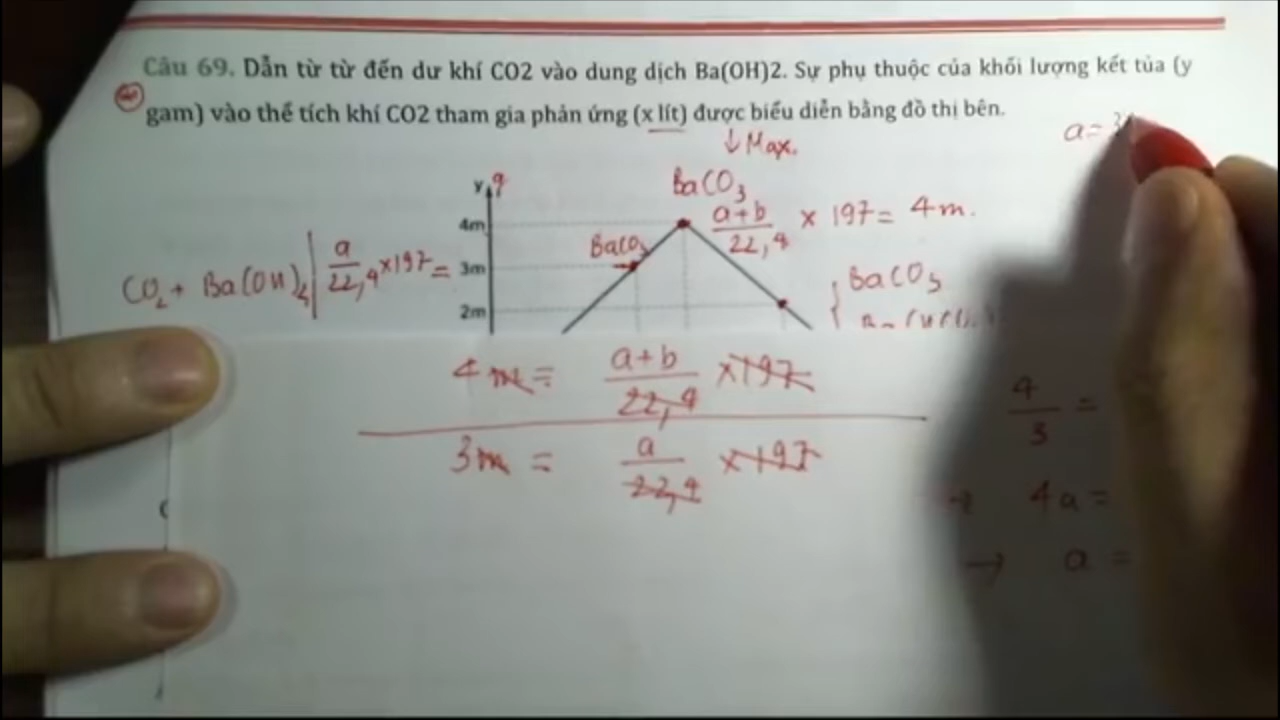 Câu 69. Dẫn từ từ đến dư khí CO2 vào dung dịch Ba(OH)2. Sự phụ thuộc của khối lượng kết tủa (y
gam) vào thể tích khí CO2 tham gia phản ứng (x lít) được biểu diễn bằng đồ thị bên.
a=
↓ Max.
y
BaCO3
4m
a+b/22,4 × 197 = 4m.
BaCO3
CO2 + Ba(OH)2 | a/22,4 ×197 =
3m
BaCO3
2m
4m = a+b/22,4 ×197
4/3 =
3m = a/22,4 ×197
→ 4a =
→ a =